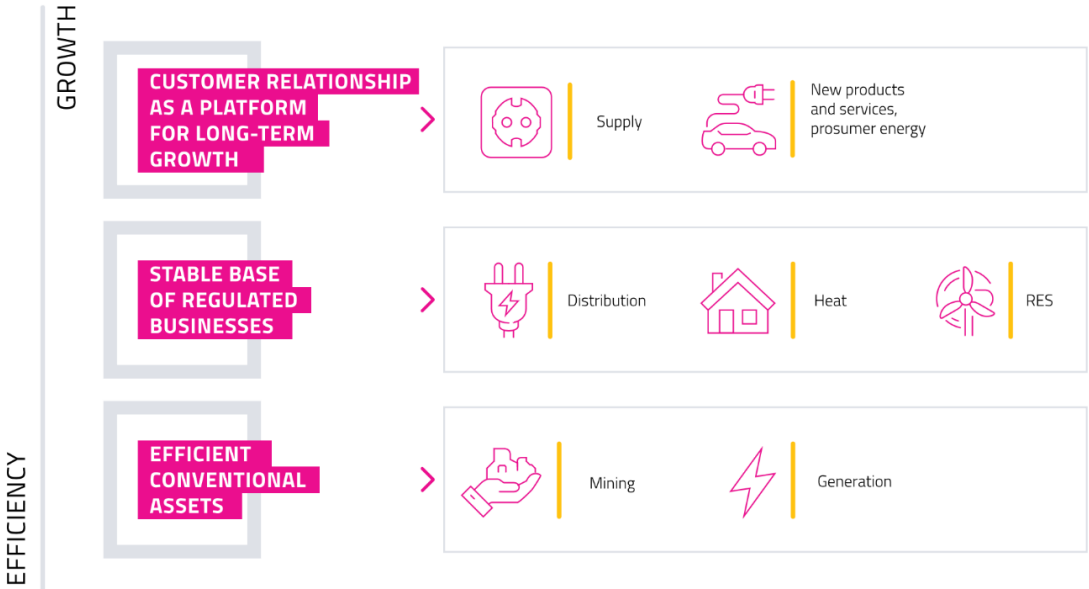 GROWTH
CUSTOMER RELATIONSHIP
AS A PLATFORM
FOR LONG-TERM
GROWTH
Supply
New products
and services,
prosumer energy
STABLE BASE
OF REGULATED
BUSINESSES
Distribution
Heat
RES
EFFICIENT
CONVENTIONAL
ASSETS
Mining
Generation
EFFICIENCY